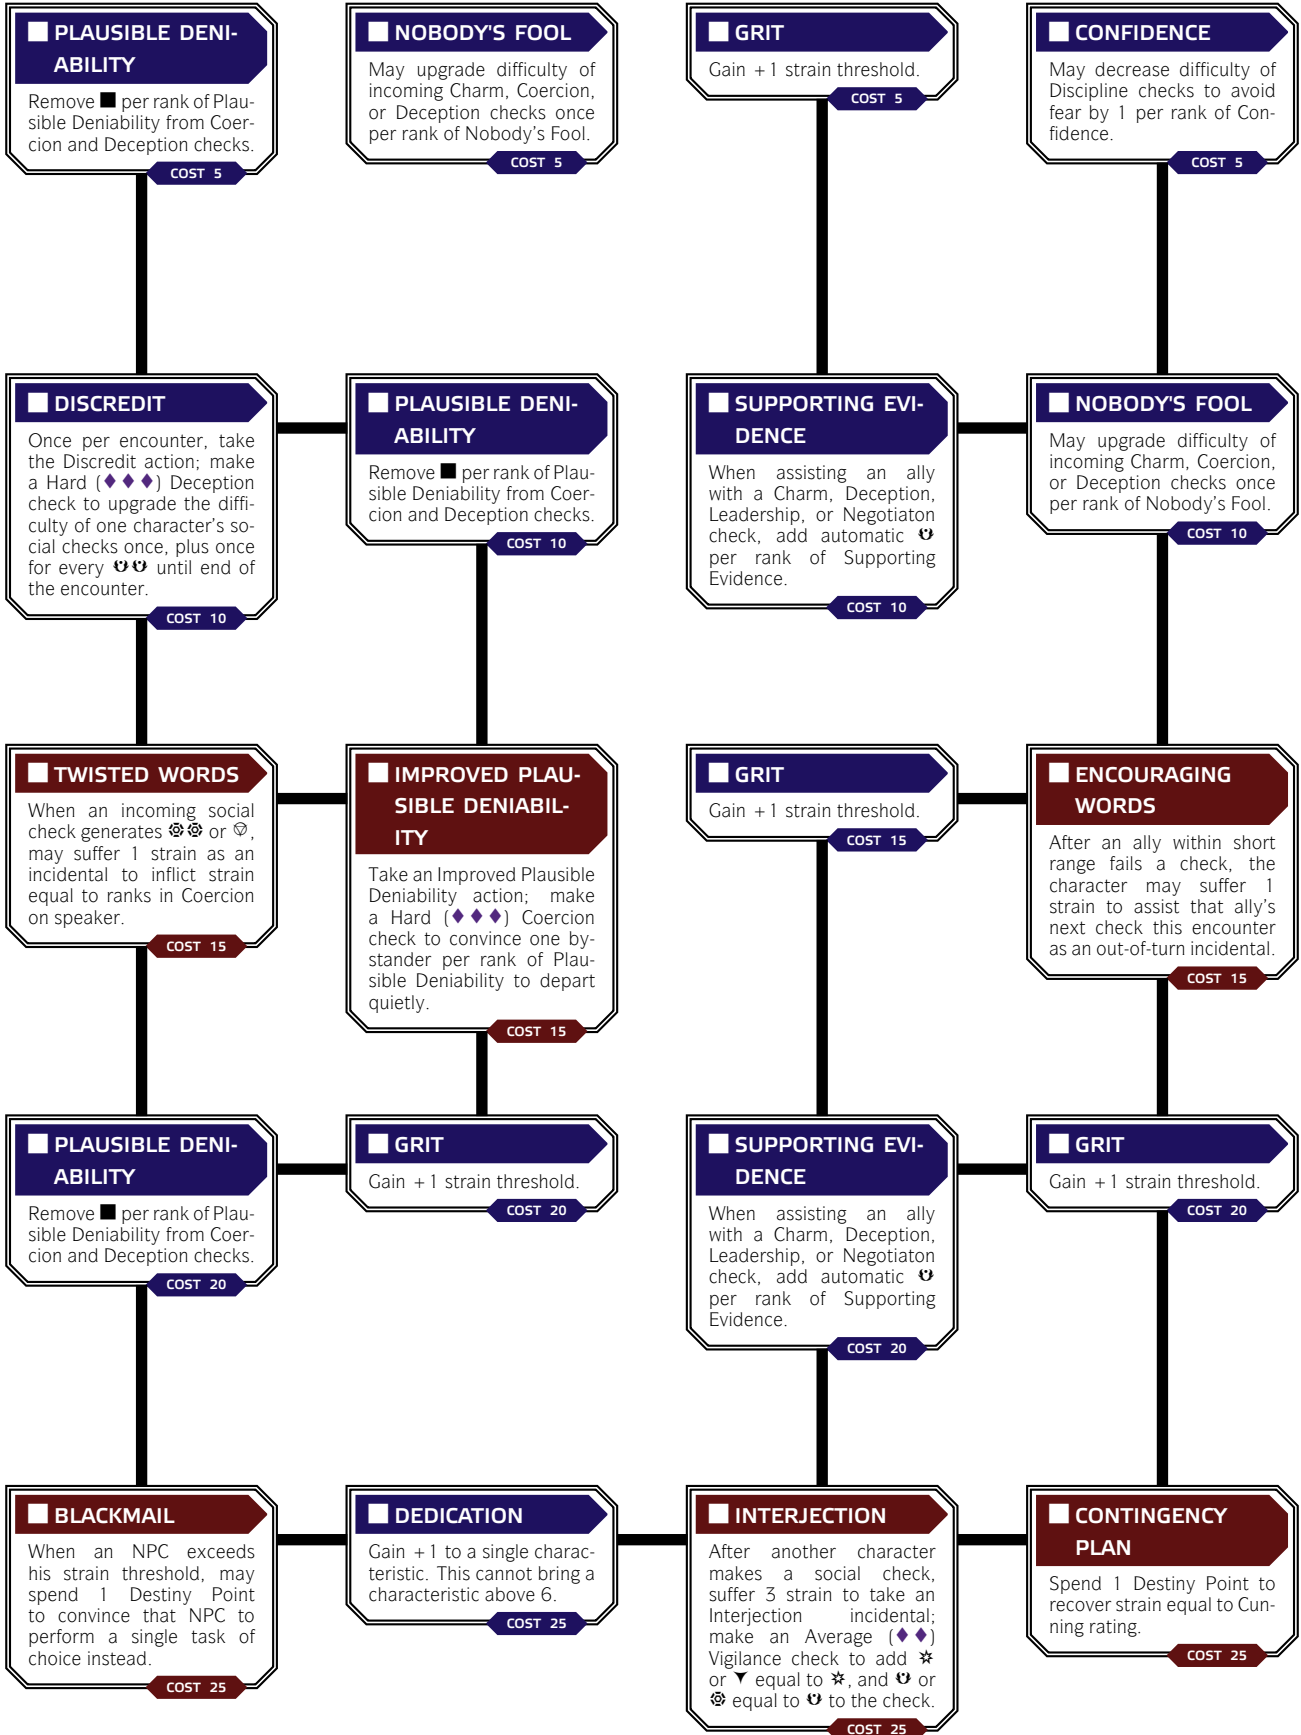 PLAUSIBLE DENI-
ABILITY
Remove per rank of Plau-
sible Deniability from Coer-
cion and Deception checks.
COST 5
NOBODY'S FOOL
May upgrade difficulty of
incoming Charm, Coercion,
or Deception checks once
per rank of Nobody's Fool.
COST 5
GRIT
Gain +1 strain threshold.
COST 5
CONFIDENCE
May decrease difficulty of
Discipline checks to avoid
fear by 1 per rank of Con-
fidence.
COST 5
DISCREDIT
Once per encounter, take
the Discredit action; make
a Hard (♦ ♦ ♦) Deception
check to upgrade the diffi-
culty of one character's so-
cial checks once, plus once
for every until end of
the encounter.
COST 10
PLAUSIBLE DENI-
ABILITY
Remove per rank of Plau-
sible Deniability from Coer-
cion and Deception checks.
COST 10
SUPPORTING EVI-
DENCE
When assisting an ally
with a Charm, Deception,
Leadership, or Negotiaton
check, add automatic
per rank of Supporting
Evidence.
COST 10
NOBODY'S FOOL
May upgrade difficulty of
incoming Charm, Coercion,
or Deception checks once
per rank of Nobody's Fool.
COST 10
TWISTED WORDS
When an incoming social
check generates or ,
may suffer 1 strain as an
incidental to inflict strain
equal to ranks in Coercion
on speaker.
COST 15
IMPROVED PLAU-
SIBLE DENIABIL-
ITY
Take an Improved Plausible
Deniability action; make
a Hard (♦ ♦ ♦) Coercion
check to convince one by-
stander per rank of Plau-
sible Deniability to depart
quietly.
COST 15
GRIT
Gain +1 strain threshold.
COST 15
ENCOURAGING
WORDS
After an ally within short
range fails a check, the
character may suffer 1
strain to assist that ally's
next check this encounter
as an out-of-turn incidental.
COST 15
PLAUSIBLE DENI-
ABILITY
Remove per rank of Plau-
sible Deniability from Coer-
cion and Deception checks.
COST 20
GRIT
Gain +1 strain threshold.
COST 20
SUPPORTING EVI-
DENCE
When assisting an ally
with a Charm, Deception,
Leadership, or Negotiaton
check, add automatic
per rank of Supporting
Evidence.
COST 20
GRIT
Gain +1 strain threshold.
COST 20
BLACKMAIL
When an NPC exceeds
his strain threshold, may
spend 1 Destiny Point
to convince that NPC to
perform a single task of
choice instead.
COST 25
DEDICATION
Gain +1 to a single charac-
teristic. This cannot bring a
characteristic above 6.
COST 25
INTERJECTION
After another character
makes a social check,
suffer 3 strain to take an
Interjection incidental;
make an Average (♦ ♦)
Vigilance check to add
or equal to , and or
equal to to the check.
COST 25
CONTINGENCY
PLAN
Spend 1 Destiny Point to
recover strain equal to Cun-
ning rating.
COST 25